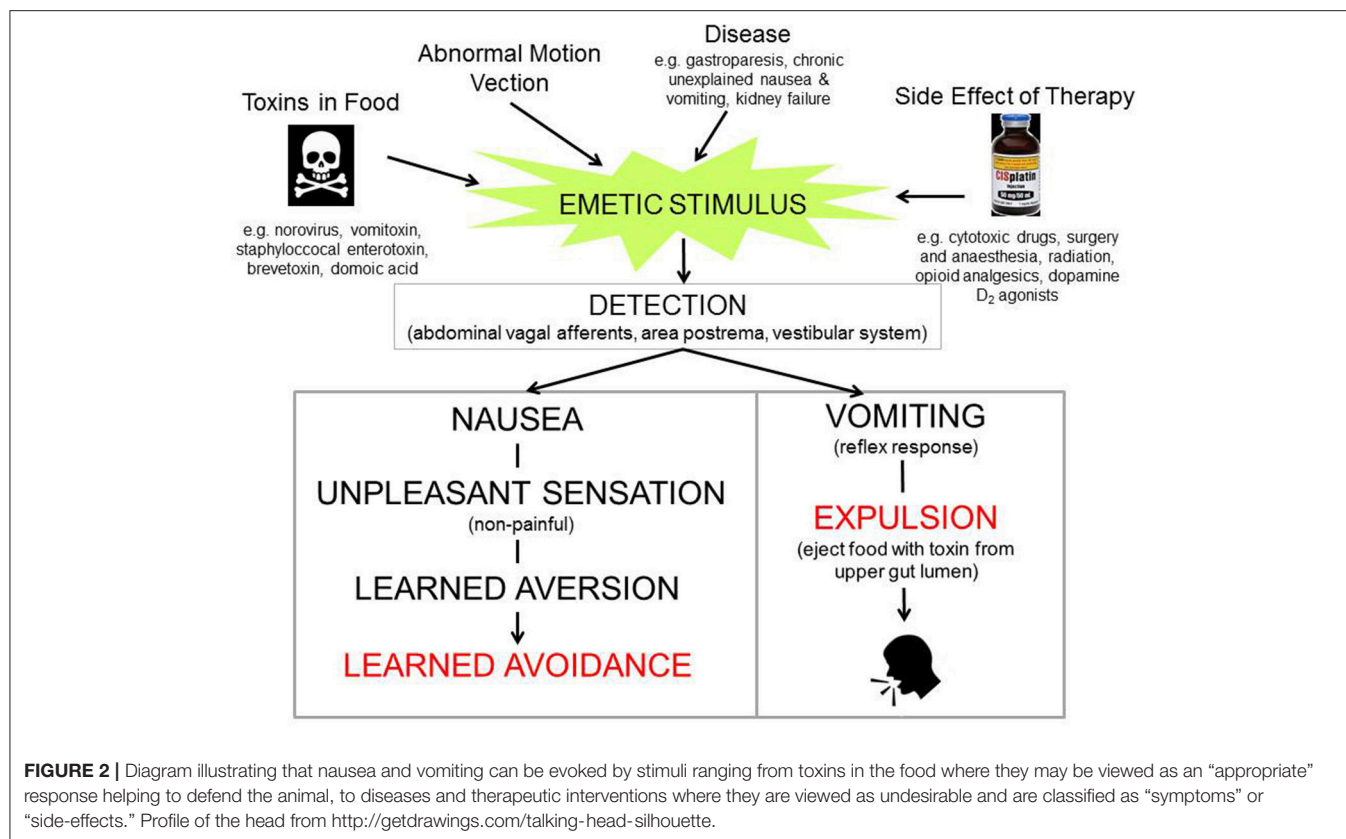 Disease
e.g. gastroparesis, chronic
unexplained nausea &
vomiting, kidney failure
Abnormal Motion
Vection
Toxins in Food
Side Effect of Therapy
CISplatin
Injection
50 mg/50 ml
EMETIC STIMULUS
e.g. norovirus, vomitoxin,
staphyloccocal enterotoxin,
brevetoxin, domoic acid
e.g. cytotoxic drugs, surgery
and anaesthesia, radiation,
opioid analgesics, dopamine
D₂ agonists
DETECTION
(abdominal vagal afferents, area postrema, vestibular system)
NAUSEA
UNPLEASANT SENSATION
(non-painful)
LEARNED AVERSION
LEARNED AVOIDANCE
VOMITING
(reflex response)
EXPULSION
(eject food with toxin from
upper gut lumen)
FIGURE 2 | Diagram illustrating that nausea and vomiting can be evoked by stimuli ranging from toxins in the food where they may be viewed as an “appropriate”
response helping to defend the animal, to diseases and therapeutic interventions where they are viewed as undesirable and are classified as “symptoms” or
“side-effects.” Profile of the head from http://getdrawings.com/talking-head-silhouette.